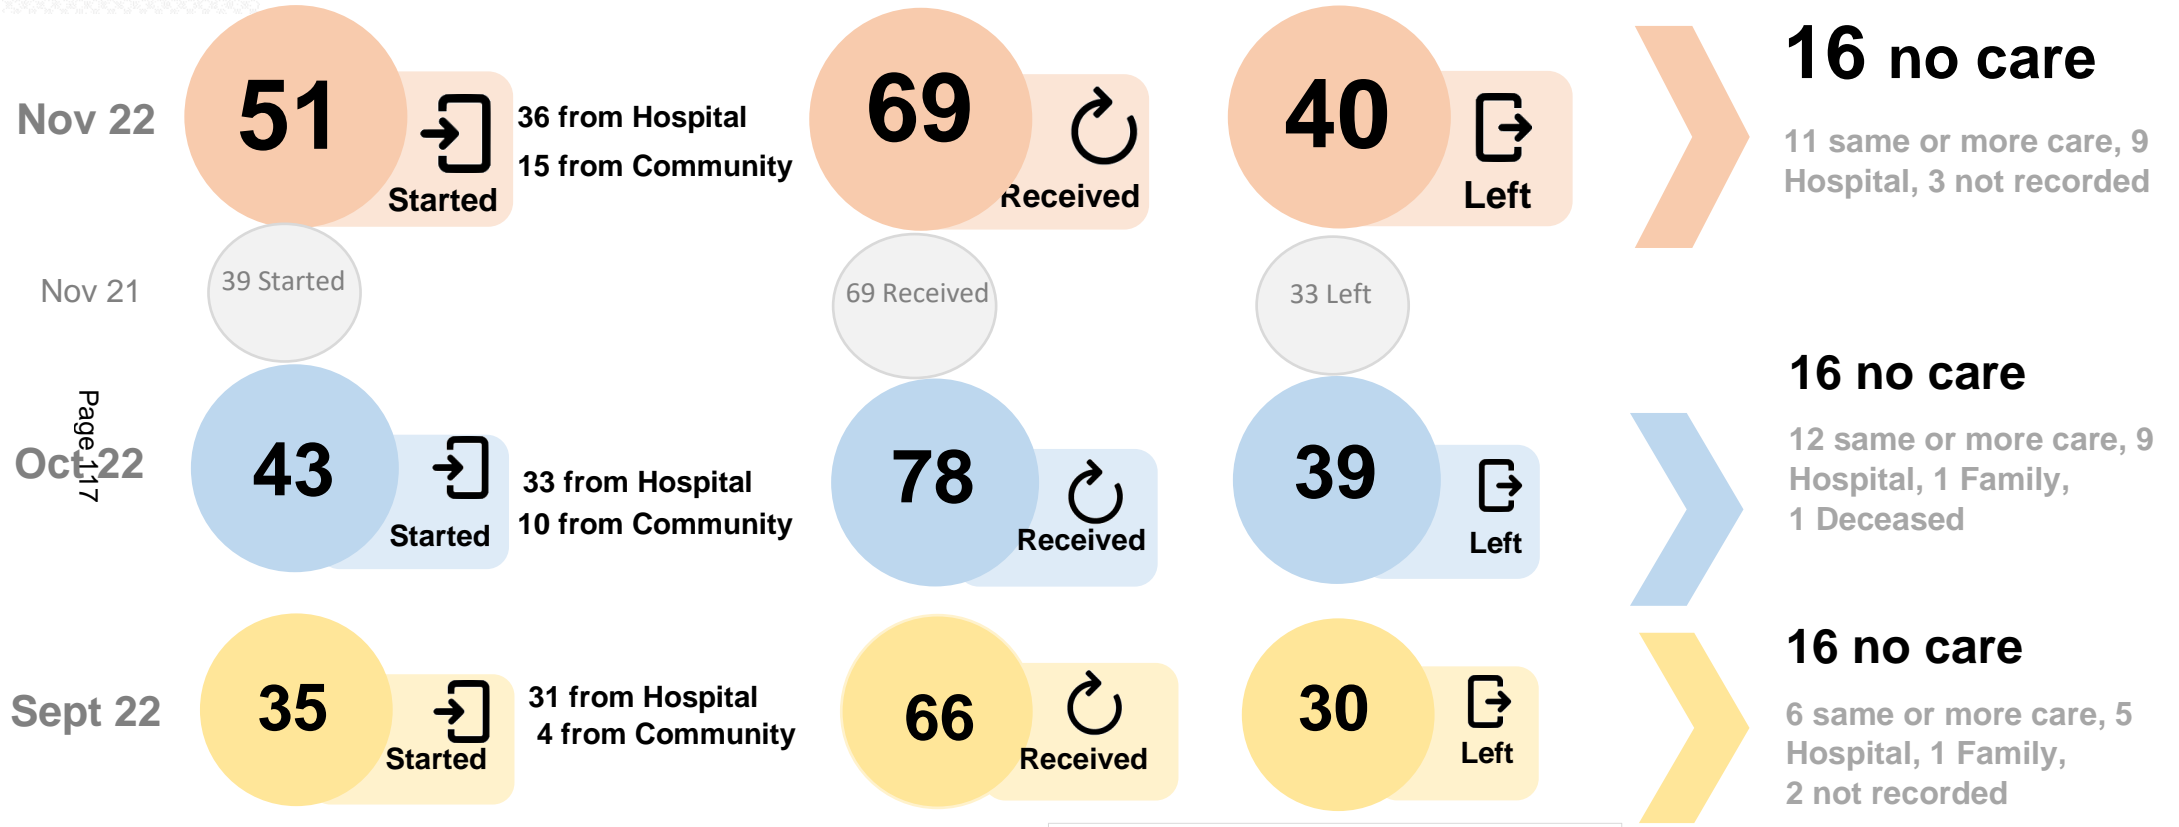 Nov 22
51
Started
36 from Hospital
15 from Community
69
Received
40
Left
16 no care
11 same or more care, 9
Hospital, 3 not recorded
Nov 21
39 Started
69 Received
33 Left
Page 117
Oct 22
43
Started
33 from Hospital
10 from Community
78
Received
39
Left
16 no care
12 same or more care, 9
Hospital, 1 Family,
1 Deceased
Sept 22
35
Started
31 from Hospital
4 from Community
66
Received
30
Left
16 no care
6 same or more care, 5
Hospital, 1 Family,
2 not recorded